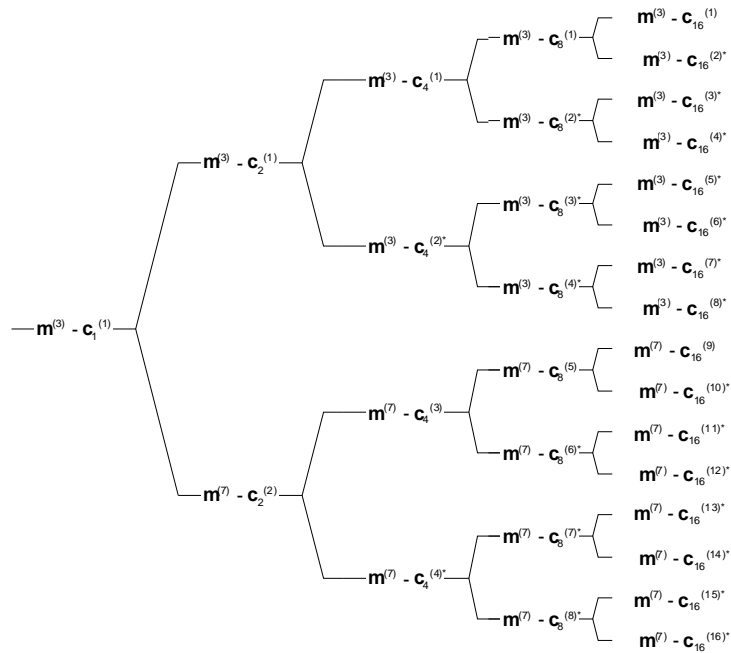 m(3) - c1(1)
m(3) - c2(1)
m(7) - c2(2)
m(3) - c4(1)
m(3) - c4(2)*
m(7) - c4(3)
m(7) - c4(4)*
m(3) - c8(1)
m(3) - c8(2)*
m(3) - c8(3)*
m(3) - c8(4)*
m(7) - c8(5)
m(7) - c8(6)*
m(7) - c8(7)*
m(7) - c8(8)*
m(3) - c16(1)
m(3) - c16(2)*
m(3) - c16(3)*
m(3) - c16(4)*
m(3) - c16(5)*
m(3) - c16(6)*
m(3) - c16(7)*
m(3) - c16(8)*
m(7) - c16(9)
m(7) - c16(10)*
m(7) - c16(11)*
m(7) - c16(12)*
m(7) - c16(13)*
m(7) - c16(14)*
m(7) - c16(15)*
m(7) - c16(16)*